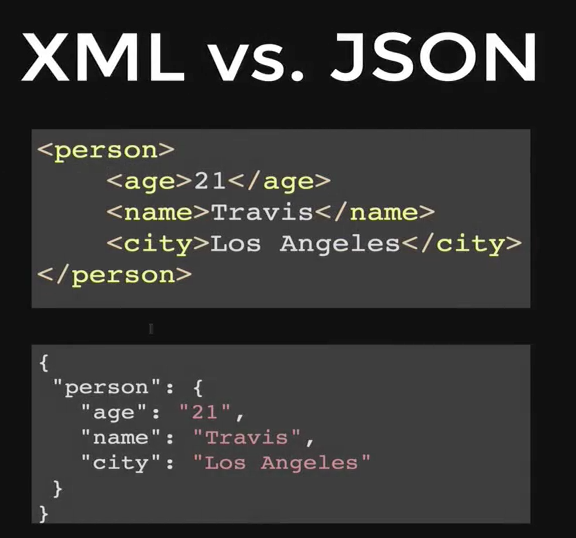 XML vs. JSON
<person>
    <age>21</age>
    <name>Travis</name>
    <city>Los Angeles</city>
</person>
{
 "person": {
   "age": "21",
   "name": "Travis",
   "city": "Los Angeles"
 }
}